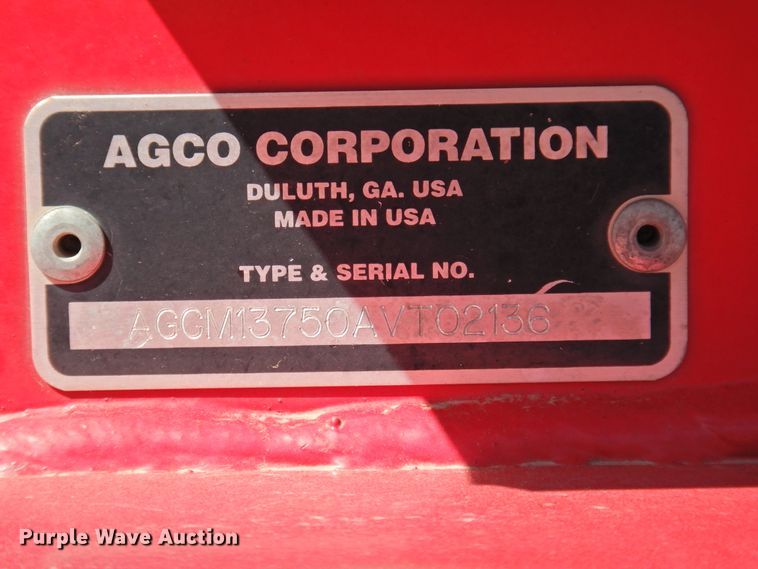 AGCO CORPORATION
DULUTH, GA. USA
MADE IN USA
TYPE & SERIAL NO.
AGCM13750AVT02136
Purple Wave Auction